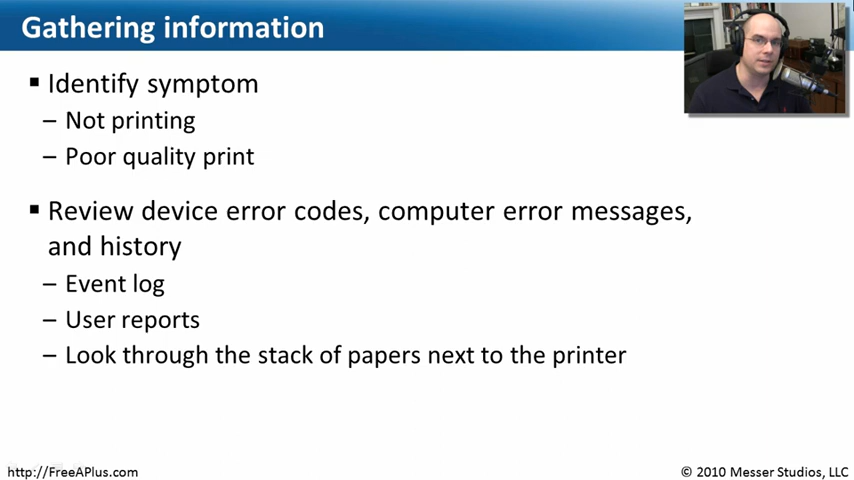 Gathering information
▪ Identify symptom
– Not printing
– Poor quality print
▪ Review device error codes, computer error messages,
and history
– Event log
– User reports
– Look through the stack of papers next to the printer
http://FreeAPlus.com
© 2010 Messer Studios, LLC